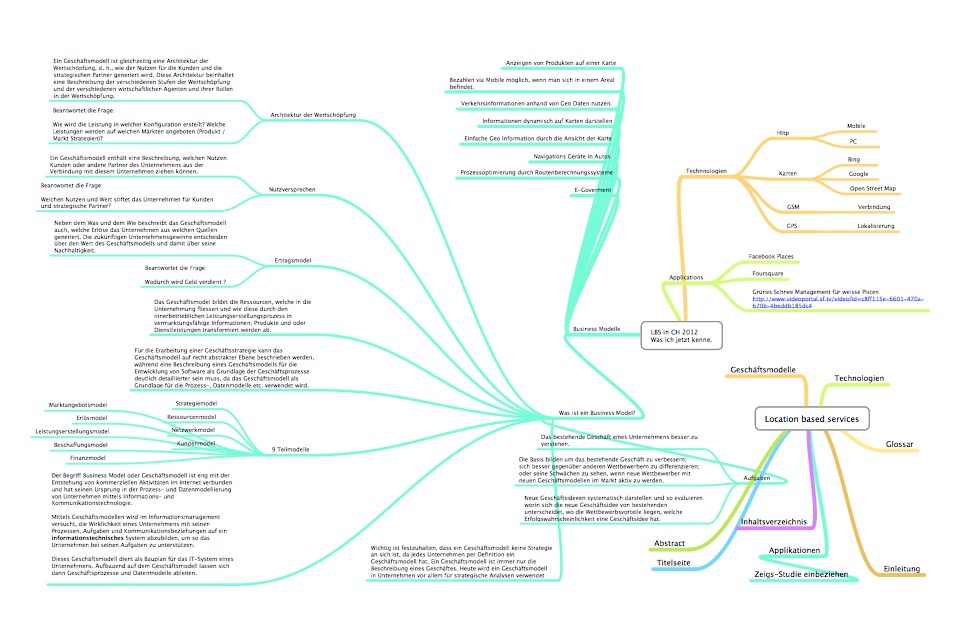 Ein Geschäftsmodell ist gleichzeitig eine Architektur der
Wertschöpfung, d. h., wie der Nutzen für die Kunden und die
strategischen Partner generiert wird. Diese Architektur beinhaltet
eine Beschreibung der verschiedenen Stufen der Wertschöpfung
und der verschiedenen wirtschaftlichen Agenten und ihrer Rollen
in der Wertschöpfung.
Beantwortet die Frage:
Wie wird die Leistung in welcher Konfiguration erstellt? Welche
Leistungen werden auf welchen Märkten angeboten (Produkt /
Markt Strategien)?
Architektur der Wertschöpfung
Ein Geschäftsmodell enthält eine Beschreibung, welchen Nutzen
Kunden oder andere Partner des Unternehmens aus der
Verbindung mit diesem Unternehmen ziehen können.
Beantwortet die Frage:
Welchen Nutzen und Wert stiftet das Unternehmen für Kunden
und strategische Partner?
Nutzversprechen
Neben dem Was und dem Wie beschreibt das Geschäftsmodell
auch, welche Erlöse das Unternehmen aus welchen Quellen
generiert. Die zukünftigen Unternehmensgewinne entscheiden
über den Wert des Geschäftsmodells und damit über seine
Nachhaltigkeit.
Beantwortet die Frage:
Wodurch wird Geld verdient ?
Ertragsmodel
Das Geschäftsmodel bildet die Ressourcen, welche in die
Unternehmung fliessen und wie diese durch den
innerbetrieblichen Leistungserstellungsprozess in
vermarktungsfähige Informationen, Produkte und oder
Dienstleistungen transformiert werden ab.
Für die Erarbeitung einer Geschäftsstrategie kann das
Geschäftsmodell auf recht abstrakter Ebene beschrieben werden,
während eine Beschreibung eines Geschäftsmodells für die
Entwicklung von Software als Grundlage der Geschäftsprozesse
deutlich detaillierter sein muss, da das Geschäftsmodell als
Grundlage für die Prozess-, Datenmodelle etc. verwendet wird.
Marktangebotsmodel
Erlösmodel
Leistungserstellungsmodel
Beschaffungsmodel
Finanzmodel
Strategiemodel
Ressourcenmodel
Netzwerkmodel
Kundenmodel
9 Teilmodelle
Der Begriff Business Model oder Geschäftsmodell ist eng mit der
Entstehung von kommerziellen Aktivitäten im Internet verbunden
und hat seinen Ursprung in der Prozess- und Datenmodellierung
von Unternehmen mittels Informations- und
Kommunikationstechnologie.
Mittels Geschäftsmodellen wird im Informationsmanagement
versucht, die Wirklichkeit eines Unternehmens mit seinen
Prozessen, Aufgaben und Kommunikationsbeziehungen auf ein
informationstechnisches System abzubilden, um so das
Unternehmen bei seinen Aufgaben zu unterstützen.
Dieses Geschäftsmodell dient als Bauplan für das IT-System eines
Unternehmens. Aufbauend auf dem Geschäftsmodell lassen sich
dann Geschäftsprozesse und Datenmodelle ableiten.
Wichtig ist festzuhalten, dass ein Geschäftsmodell keine Strategie
an sich ist, da jedes Unternehmen per Definition ein
Geschäftsmodell hat. Ein Geschäftsmodell ist immer nur die
Beschreibung eines Geschäftes. Heute wird ein Geschäftsmodell
in Unternehmen vor allem für strategische Analysen verwendet
Was ist ein Business Model?
Das bestehende Geschäft eines Unternehmens besser zu
verstehen.
Die Basis bilden um das bestehende Geschäft zu verbessern;
sich besser gegenüber anderen Wettbewerbern zu differenzieren;
oder seine Schwächen zu sehen, wenn neue Wettbewerber mit
neuen Geschäftsmodellen im Markt aktiv zu werden.
Neue Geschäftsideen systematisch darstellen und so evaluieren
worin sich die neue Geschäftsidee von bestehenden
unterscheidet, wo die Wettbewerbsvorteile liegen, welche
Erfolgswahrscheinlichkeit eine Geschäftsidee hat.
Aufgaben
Anzeigen von Produkten auf einer Karte
Bezahlen via Mobile möglich, wenn man sich in einem Areal
befindet.
Verkehrsinformationen anhand von Geo Daten nutzen.
Informationen dynamisch auf Karten darstellen
Einfache Geo Information durch die Ansicht der Karte
Navigations Geräte in Autos
Prozessoptimierung durch Routenberechnungssysteme
E-Goverment
Business Modelle
LBS in CH 2012
Was ich jetzt kenne.
Technnologien
Http
Mobile
PC
Karten
Bing
Google
Open Street Map
GSM
Verbindung
GPS
Lokalisierung
Applications
Facebook Places
Foursquare
Grünes Schnee Management für weisse Pisten
http://www.videoportal.sf.tv/video?id=c8ff115e-6601-470a-
b70b-4beddb185dc4
Geschäftsmodelle
Technologien
Location based services
Glossar
Inhaltsverzeichnis
Abstract
Titelseite
Applikationen
Zeigs-Studie einbeziehen
Einleitung